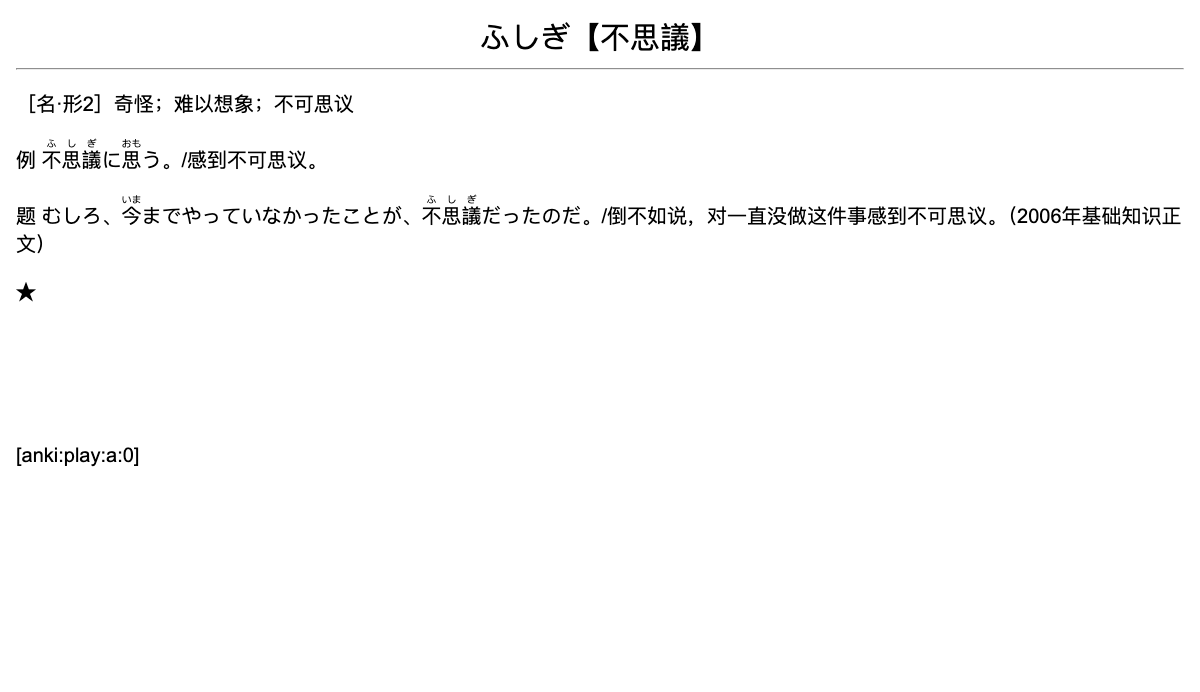 ふしぎ【不思議】
［名·形2］奇怪；难以想象；不可思议
ふしぎ おも
例 不思議に思う。/感到不可思议。
いま ふしぎ
题 むしろ、今までやっていなかったことが、不思議だったのだ。/倒不如说，对一直没做这件事感到不可思议。（2006年基础知识正
文）
★
[anki:play:a:0]